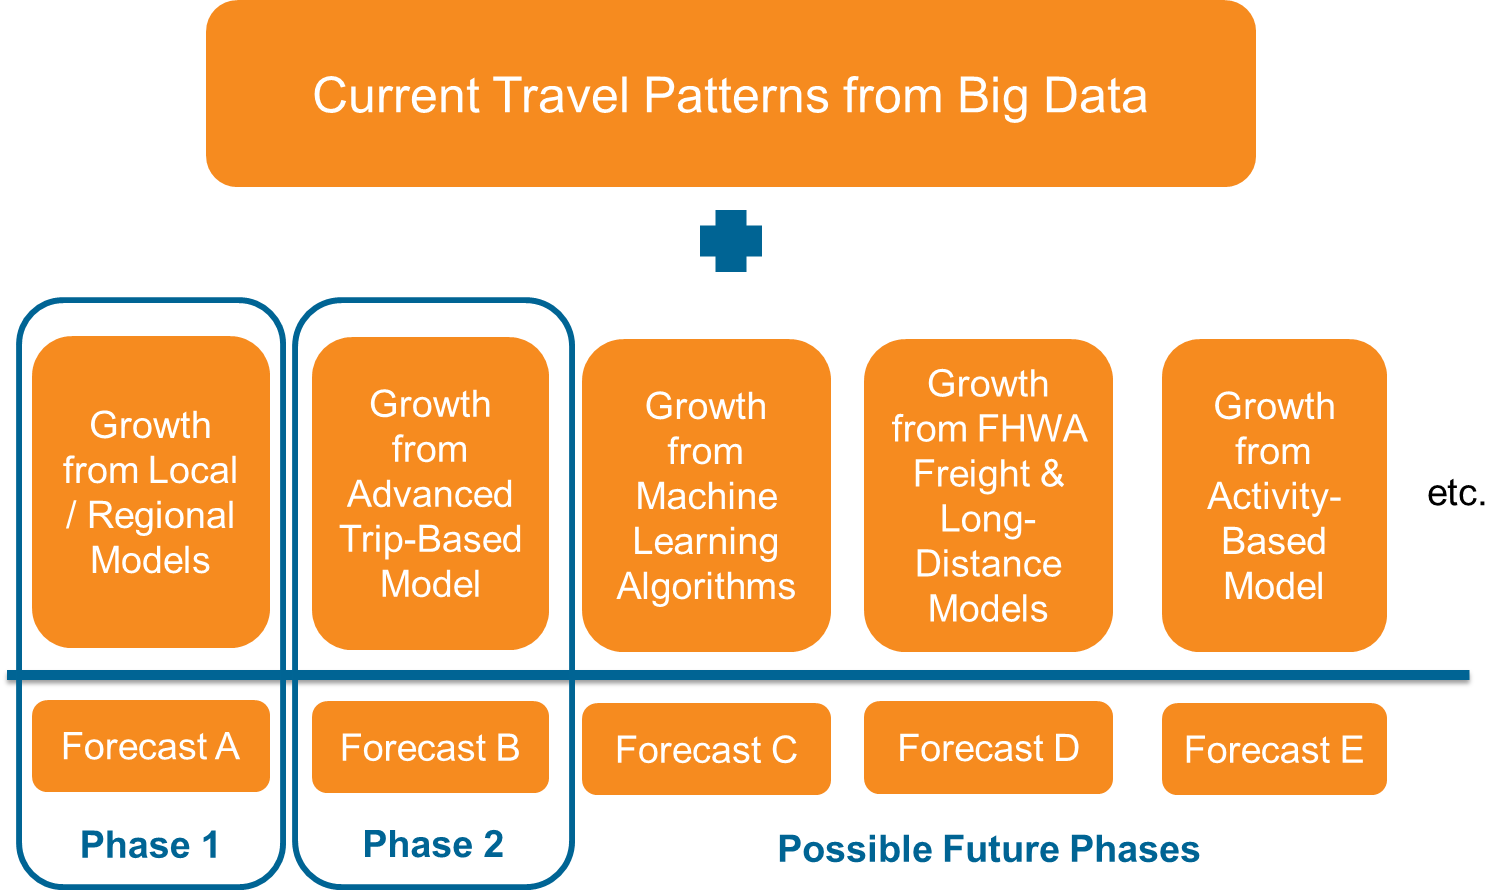 Current Travel Patterns from Big Data
Growth
from Local
/ Regional
Models
Growth
from
Advanced
Trip-Based
Model
Growth
from
Machine
Learning
Algorithms
Growth
from FHWA
Freight &
Long-
Distance
Models
Growth
from
Activity-
Based
Model
etc.
Forecast A
Forecast B
Forecast C
Forecast D
Forecast E
Phase 1
Phase 2
Possible Future Phases